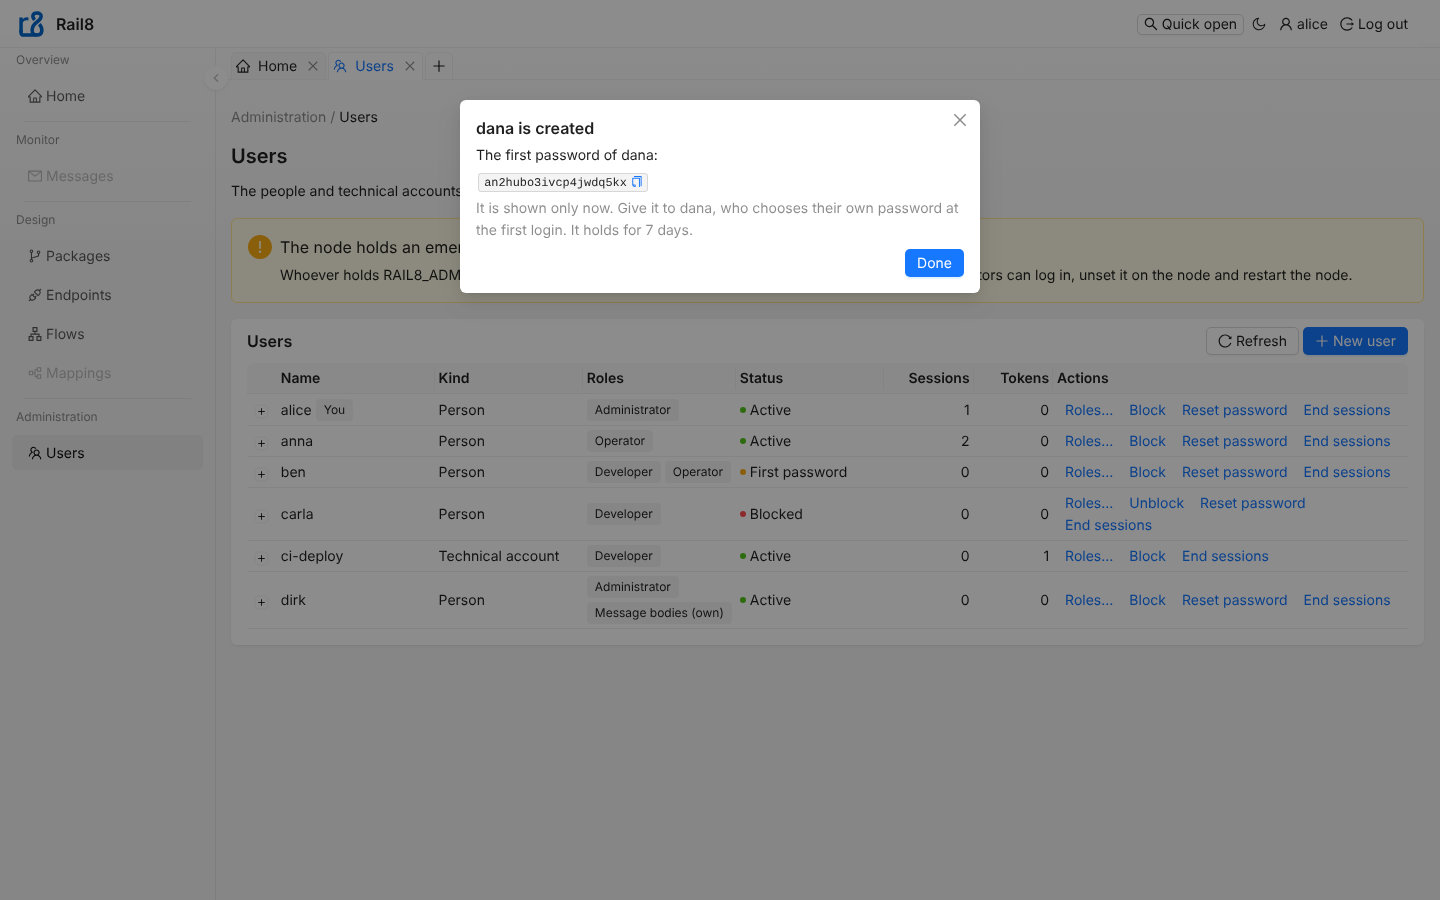 Rail8
Quick open
alice
Log out
Overview
Home
Monitor
Messages
Design
Packages
Endpoints
Flows
Mappings
Administration
Users
Home
Users
Administration / Users
Users
The people and technical accounts
The node holds an emer
Whoever holds RAIL8_ADM
tors can log in, unset it on the node and restart the node.
dana is created
The first password of dana:
an2hubo3ivcp4jwdq5kx
It is shown only now. Give it to dana, who chooses their own password at
the first login. It holds for 7 days.
Done
Users
Refresh
New user
Name Kind Roles Status Sessions Tokens Actions
alice You Person Administrator Active 1 0 Roles... Block Reset password End sessions
anna Person Operator Active 2 0 Roles... Block Reset password End sessions
ben Person Developer Operator First password 0 0 Roles... Block Reset password End sessions
carla Person Developer Blocked 0 0 Roles... Unblock Reset password
End sessions
ci-deploy Technical account Developer Active 0 1 Roles... Block End sessions
dirk Person Administrator Active 0 0 Roles... Block Reset password End sessions
Message bodies (own)